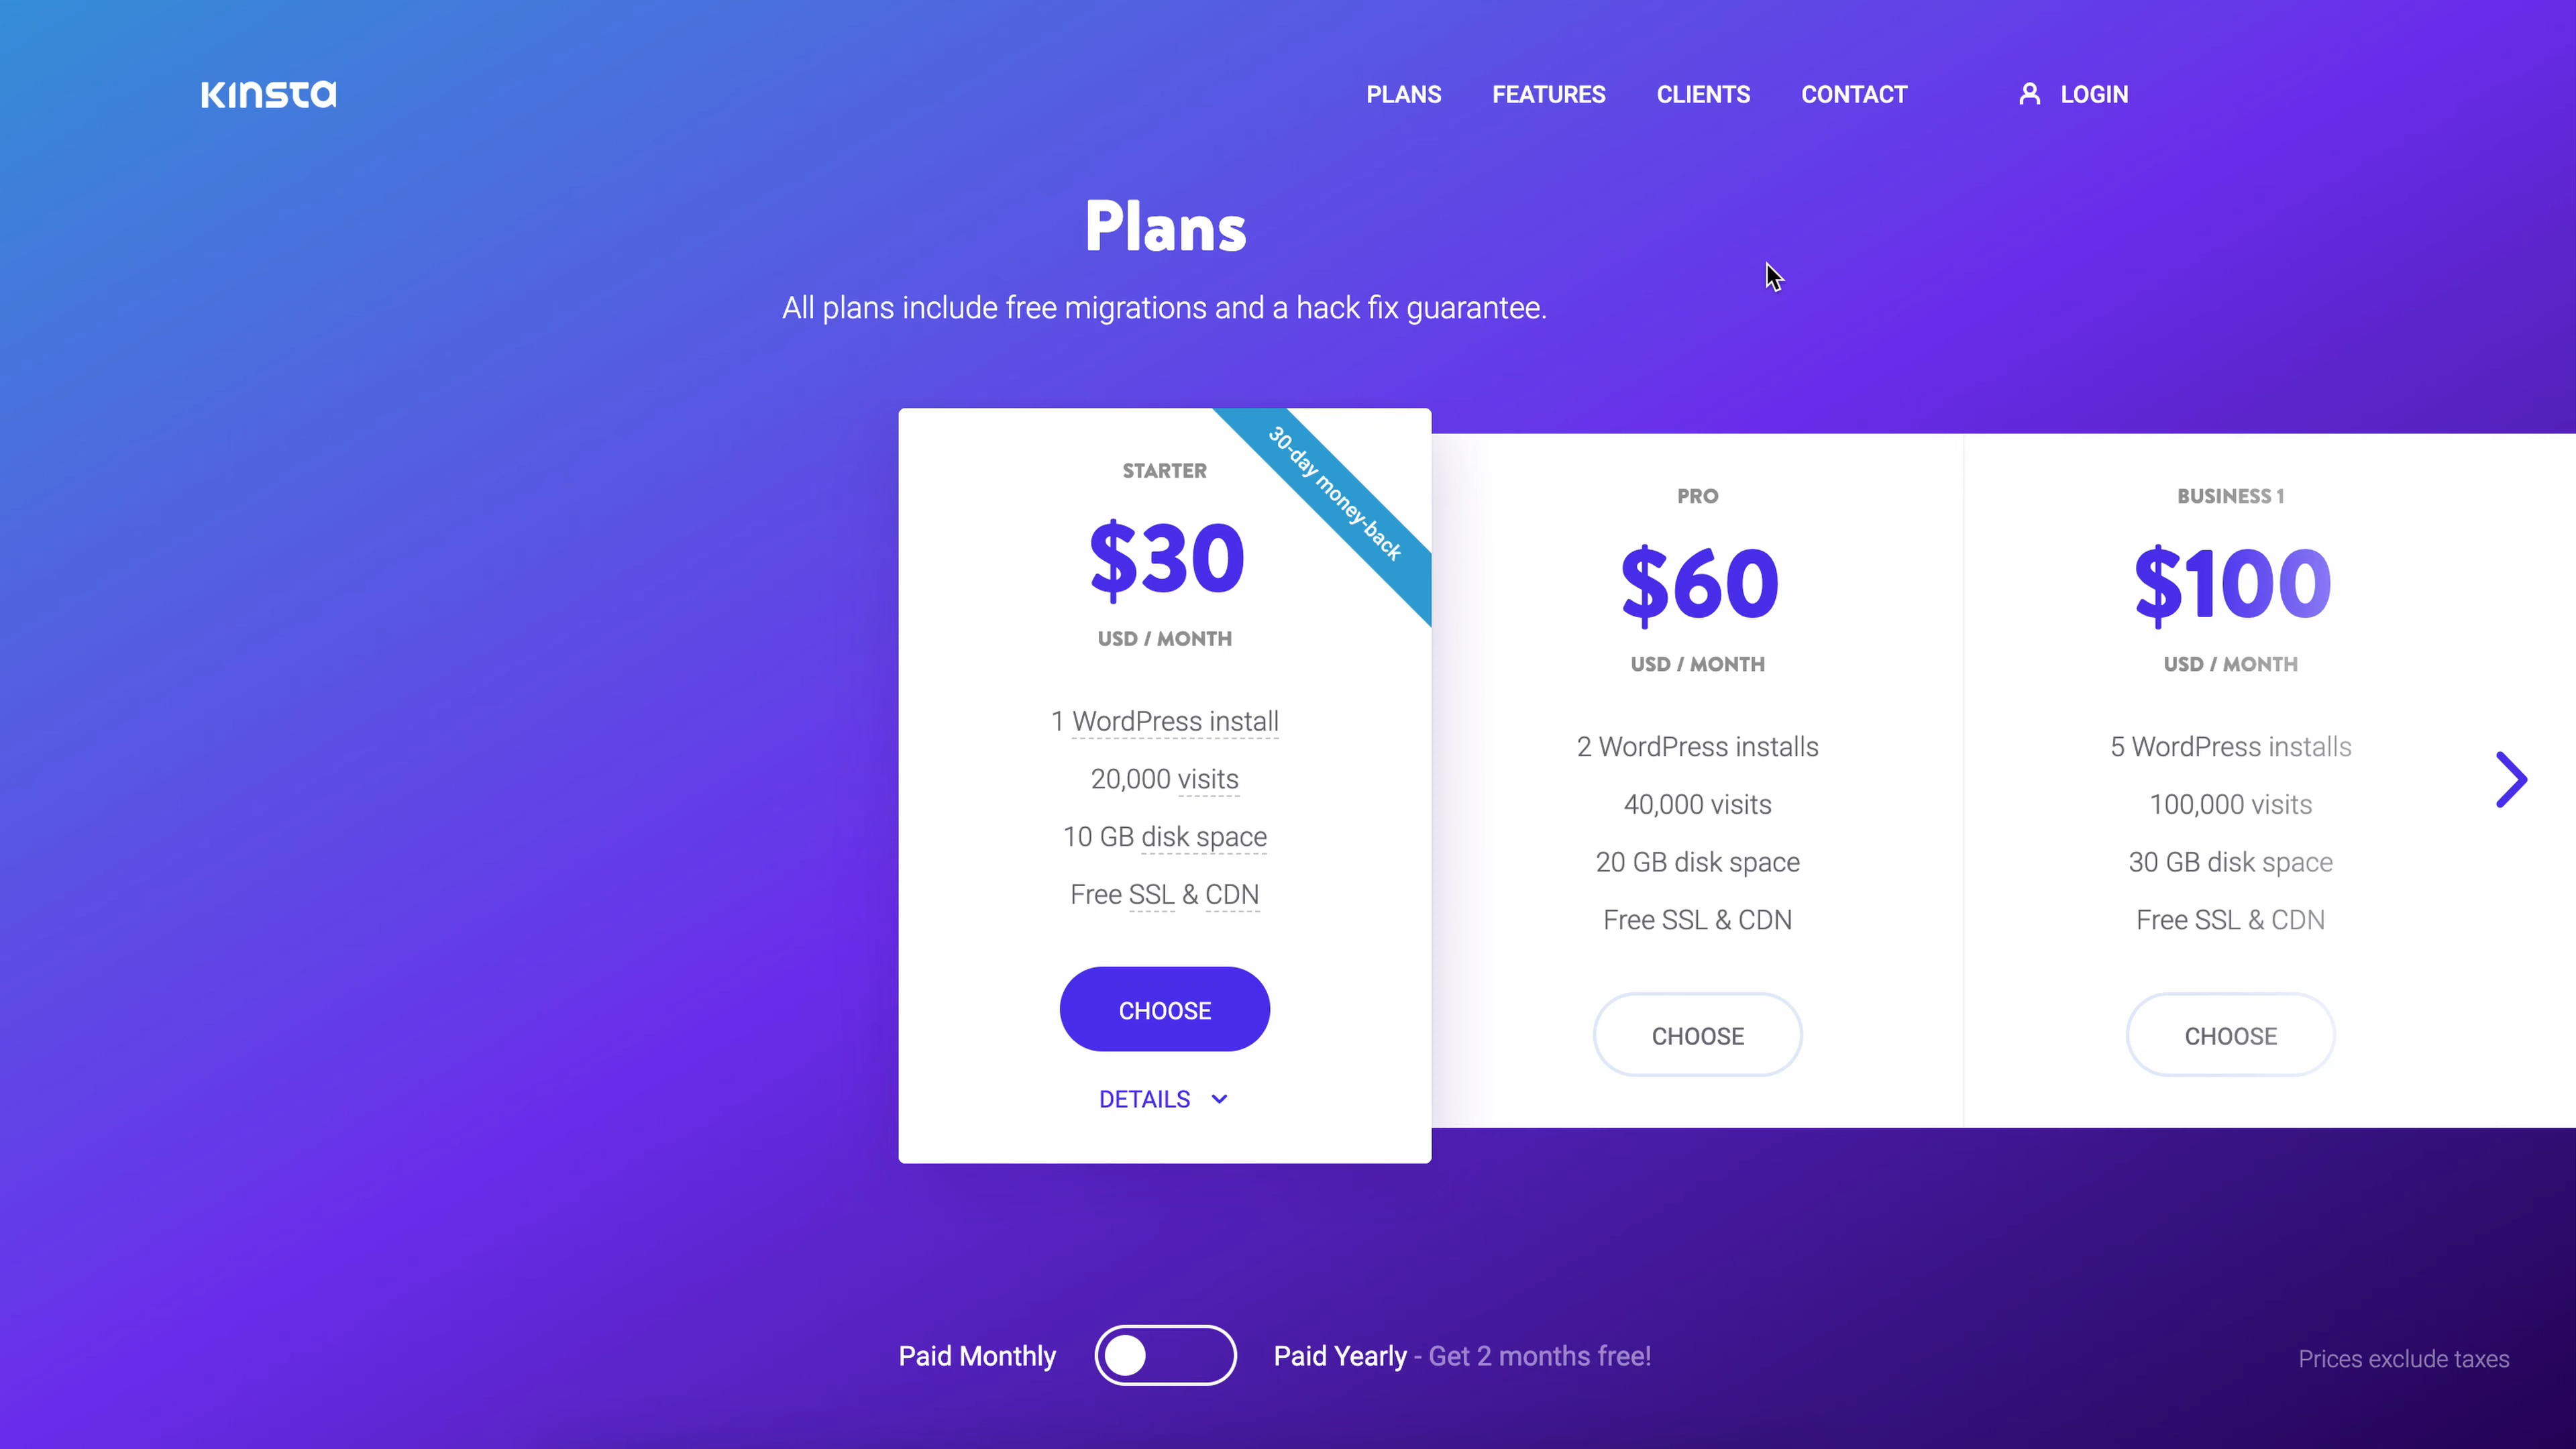 KINSTA
PLANS FEATURES CLIENTS CONTACT LOGIN
Plans
All plans include free migrations and a hack fix guarantee.
30-day money-back
STARTER
$30
USD / MONTH
1 WordPress install
20,000 visits
10 GB disk space
Free SSL & CDN
CHOOSE
DETAILS
PRO
$60
USD / MONTH
2 WordPress installs
40,000 visits
20 GB disk space
Free SSL & CDN
CHOOSE
BUSINESS 1
$100
USD / MONTH
5 WordPress installs
100,000 visits
30 GB disk space
Free SSL & CDN
CHOOSE
Paid Monthly
Paid Yearly - Get 2 months free!
Prices exclude taxes